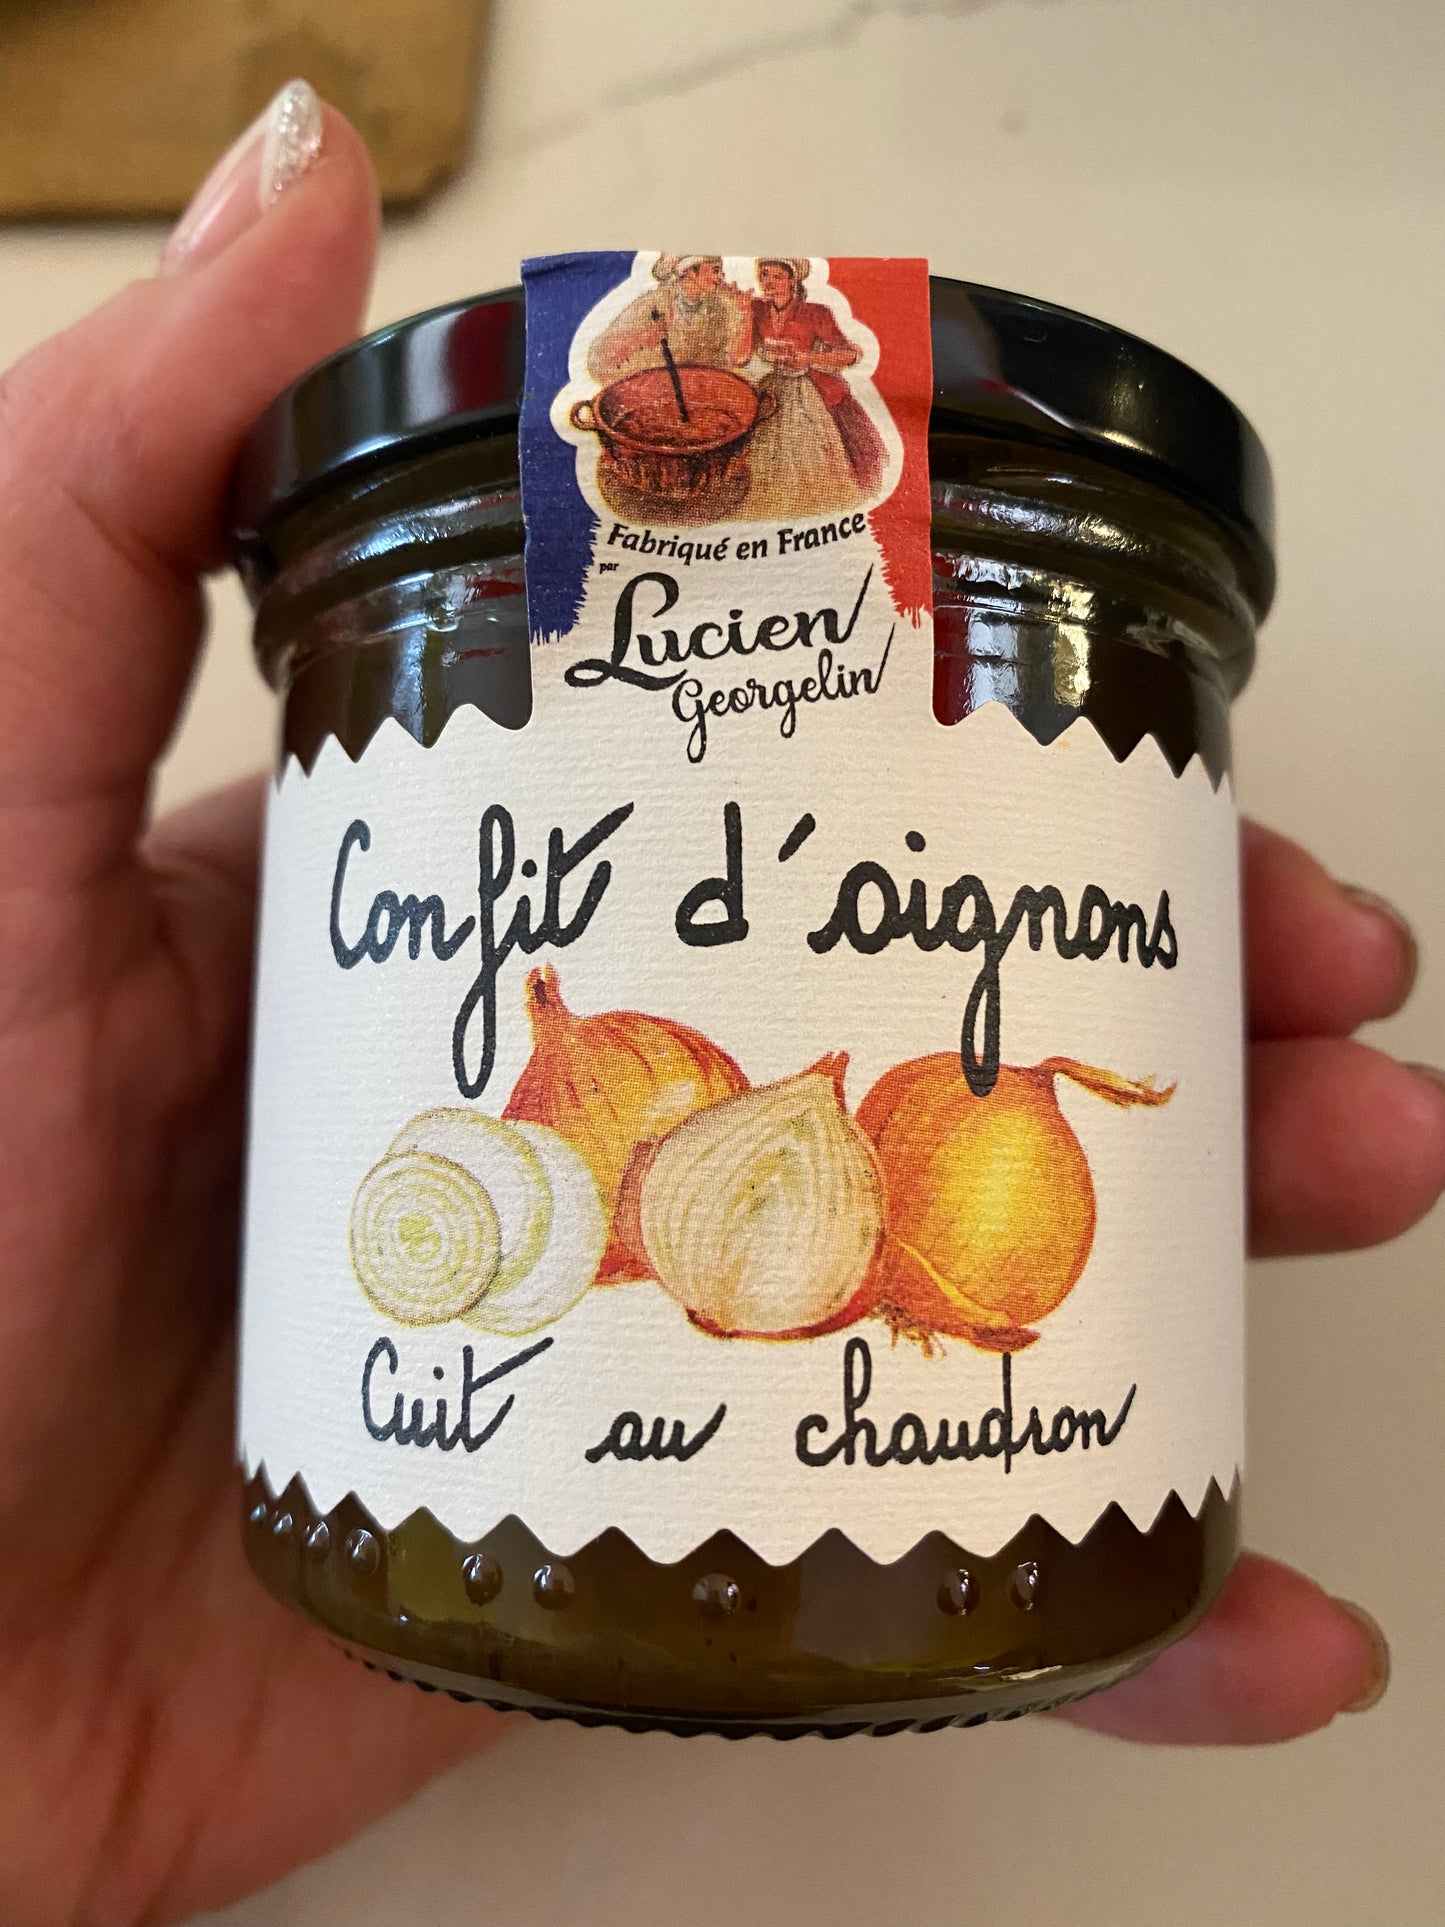 Fabriqué en France
par
Lucien
Georgelin
Confit d'oignons
Cuit au chaudron